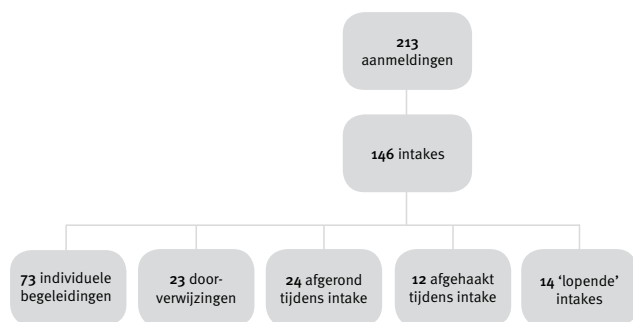 213
aanmeldingen
146 intakes
73 individuele
begeleidingen
23 door-
verwijzingen
24 afgerond
tijdens intake
12 afgehaakt
tijdens intake
14 ‘lopende’
intakes